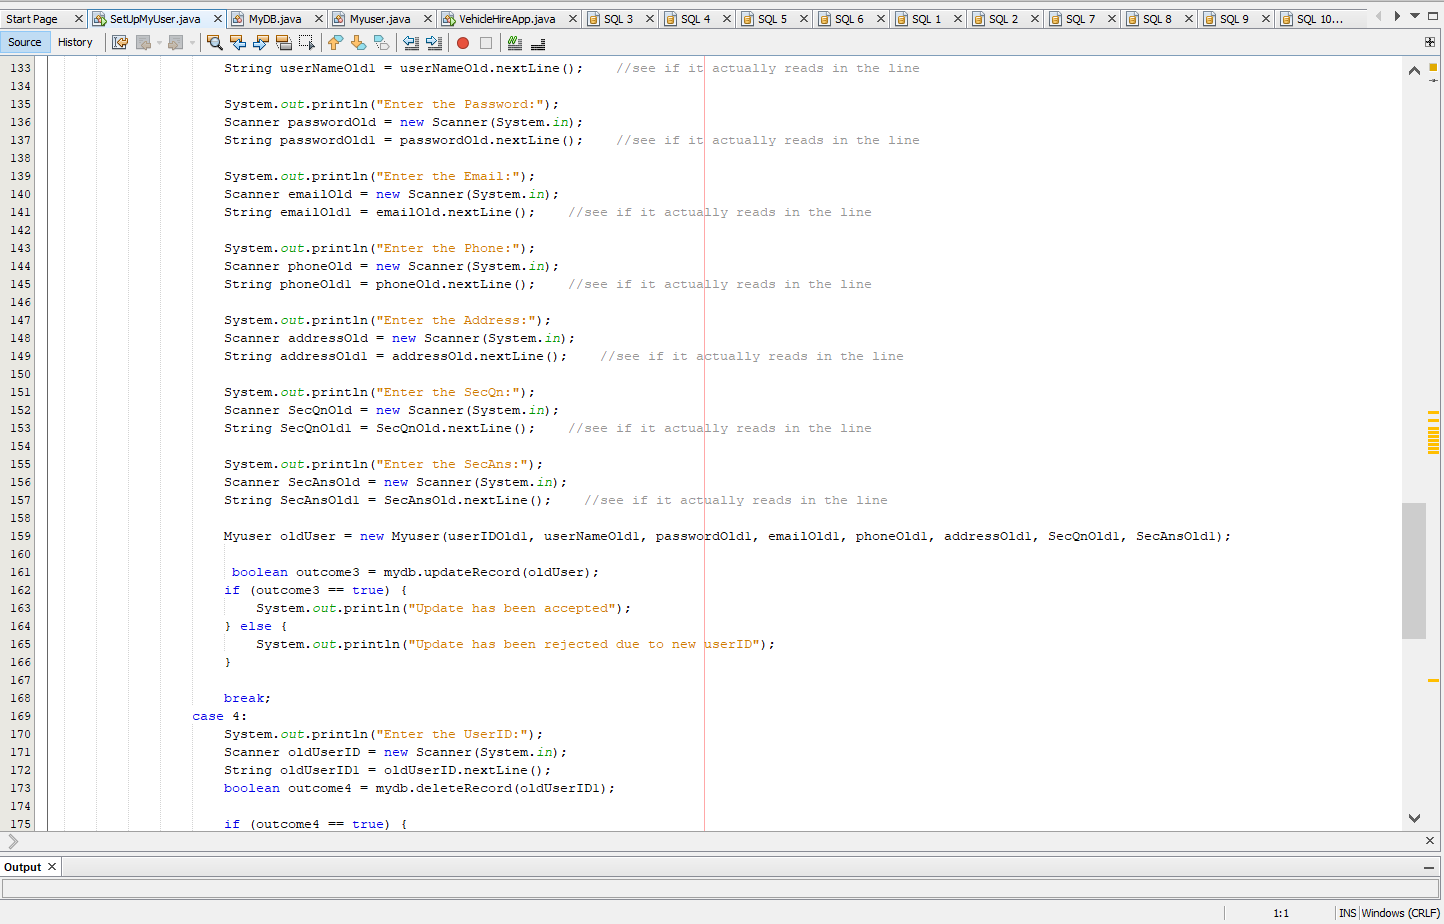 Start Page SetUpMyUser.java MyDB.java Myuser.java VehicleHireApp.java SQL 3 SQL 4 SQL 5 SQL 6 SQL 1 SQL 2 SQL 7 SQL 8 SQL 9 SQL 10...
Source History
133 String userNameOld1 = userNameOld.nextLine(); //see if it actually reads in the line
134
135 System.out.println("Enter the Password:");
136 Scanner passwordOld = new Scanner(System.in);
137 String passwordOld1 = passwordOld.nextLine(); //see if it actually reads in the line
138
139 System.out.println("Enter the Email:");
140 Scanner emailOld = new Scanner(System.in);
141 String emailOld1 = emailOld.nextLine(); //see if it actually reads in the line
142
143 System.out.println("Enter the Phone:");
144 Scanner phoneOld = new Scanner(System.in);
145 String phoneOld1 = phoneOld.nextLine(); //see if it actually reads in the line
146
147 System.out.println("Enter the Address:");
148 Scanner addressOld = new Scanner(System.in);
149 String addressOld1 = addressOld.nextLine(); //see if it actually reads in the line
150
151 System.out.println("Enter the SecQn:");
152 Scanner SecQnOld = new Scanner(System.in);
153 String SecQnOld1 = SecQnOld.nextLine(); //see if it actually reads in the line
154
155 System.out.println("Enter the SecAns:");
156 Scanner SecAnsOld = new Scanner(System.in);
157 String SecAnsOld1 = SecAnsOld.nextLine(); //see if it actually reads in the line
158
159 Myuser oldUser = new Myuser(userIDOld1, userNameOld1, passwordOld1, emailOld1, phoneOld1, addressOld1, SecQnOld1, SecAnsOld1);
160
161 boolean outcome3 = mydb.updateRecord(oldUser);
162 if (outcome3 == true) {
163 System.out.println("Update has been accepted");
164 } else {
165 System.out.println("Update has been rejected due to new userID");
166 }
167
168 break;
169 case 4:
170 System.out.println("Enter the UserID:");
171 Scanner oldUserID = new Scanner(System.in);
172 String oldUserID1 = oldUserID.nextLine();
173 boolean outcome4 = mydb.deleteRecord(oldUserID1);
174
175 if (outcome4 == true) {
Output
1:1 INS Windows (CRLF)